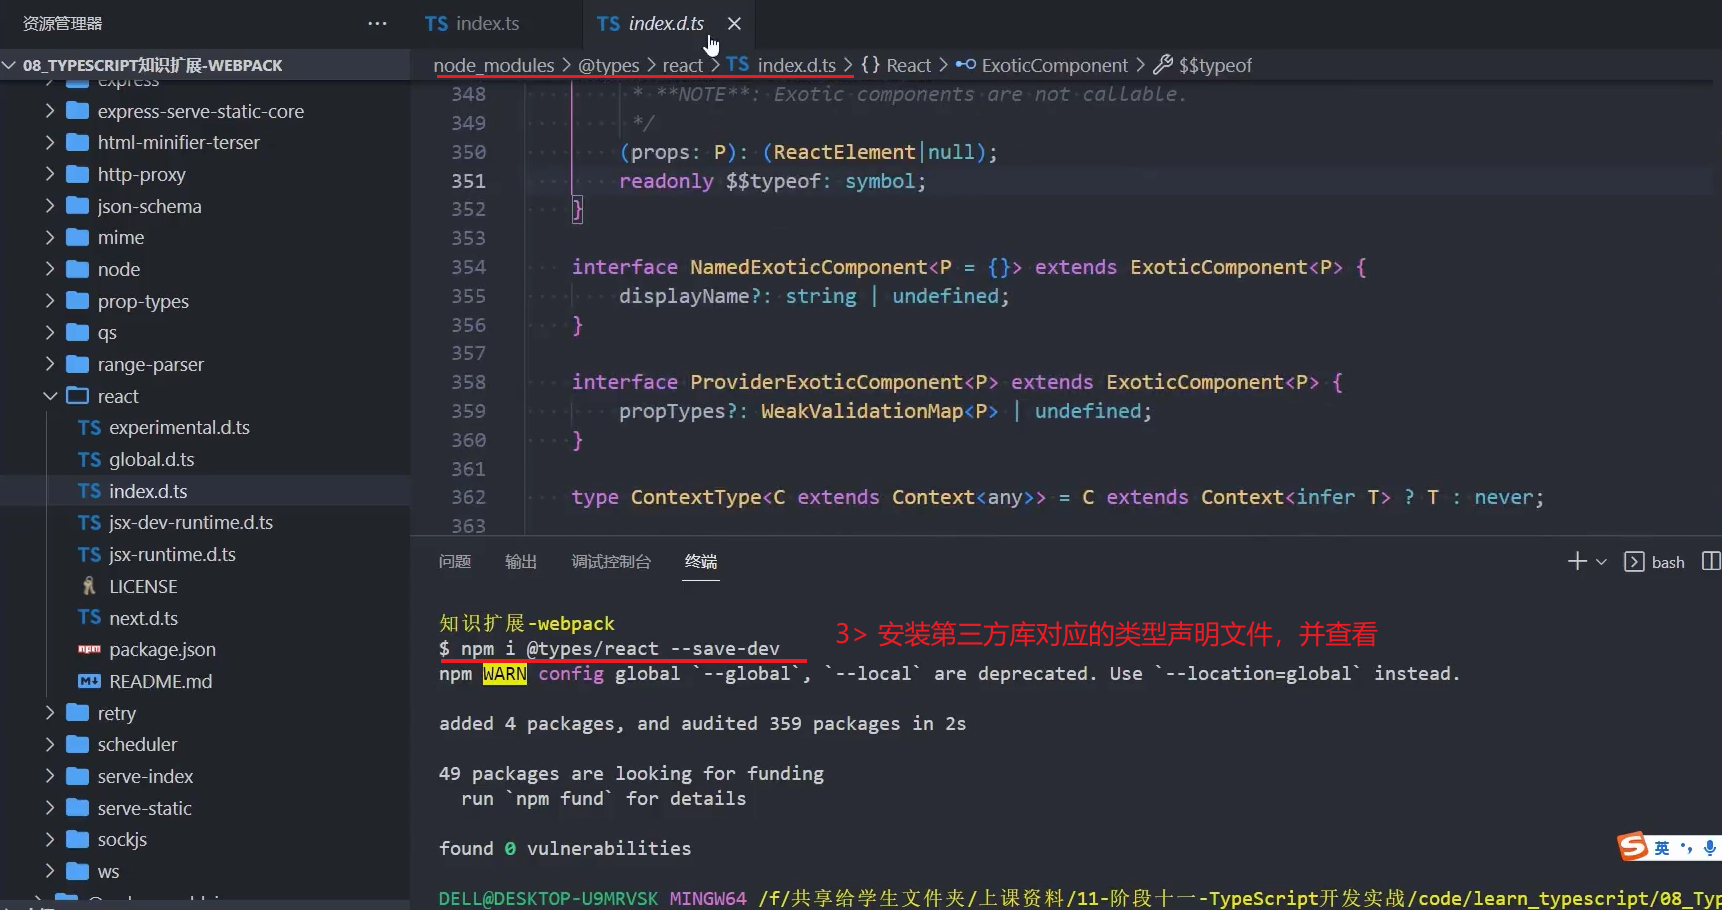 资源管理器 ···
TS index.ts
TS index.d.ts
08_TYPESCRIPT知识扩展-WEBPACK
node_modules > @types > react > TS index.d.ts > {} React > ExoticComponent > $$typeof
express
express-serve-static-core
html-minifier-terser
http-proxy
json-schema
mime
node
prop-types
qs
range-parser
react
TS experimental.d.ts
TS global.d.ts
TS index.d.ts
TS jsx-dev-runtime.d.ts
TS jsx-runtime.d.ts
LICENSE
TS next.d.ts
npm package.json
README.md
retry
scheduler
serve-index
serve-static
sockjs
ws
348 * **NOTE**: Exotic components are not callable.
349 */
350 (props: P): (ReactElement|null);
351 readonly $$typeof: symbol;
352 }
353
354 interface NamedExoticComponent<P = {}> extends ExoticComponent<P> {
355 displayName?: string | undefined;
356 }
357
358 interface ProviderExoticComponent<P> extends ExoticComponent<P> {
359 propTypes?: WeakValidationMap<P> | undefined;
360 }
361
362 type ContextType<C extends Context<any>> = C extends Context<infer T> ? T : never;
363
问题 输出 调试控制台 终端
bash
知识扩展-webpack
$ npm i @types/react --save-dev
3> 安装第三方库对应的类型声明文件，并查看
npm WARN config global `--global`, `--local` are deprecated. Use `--location=global` instead.
added 4 packages, and audited 359 packages in 2s
49 packages are looking for funding
run `npm fund` for details
found 0 vulnerabilities
英
DELL@DESKTOP-U9MRVSK MINGW64 /f/共享给学生文件夹/上课资料/11-阶段十一-TypeScript开发实战/code/learn_typescript/08_Typ